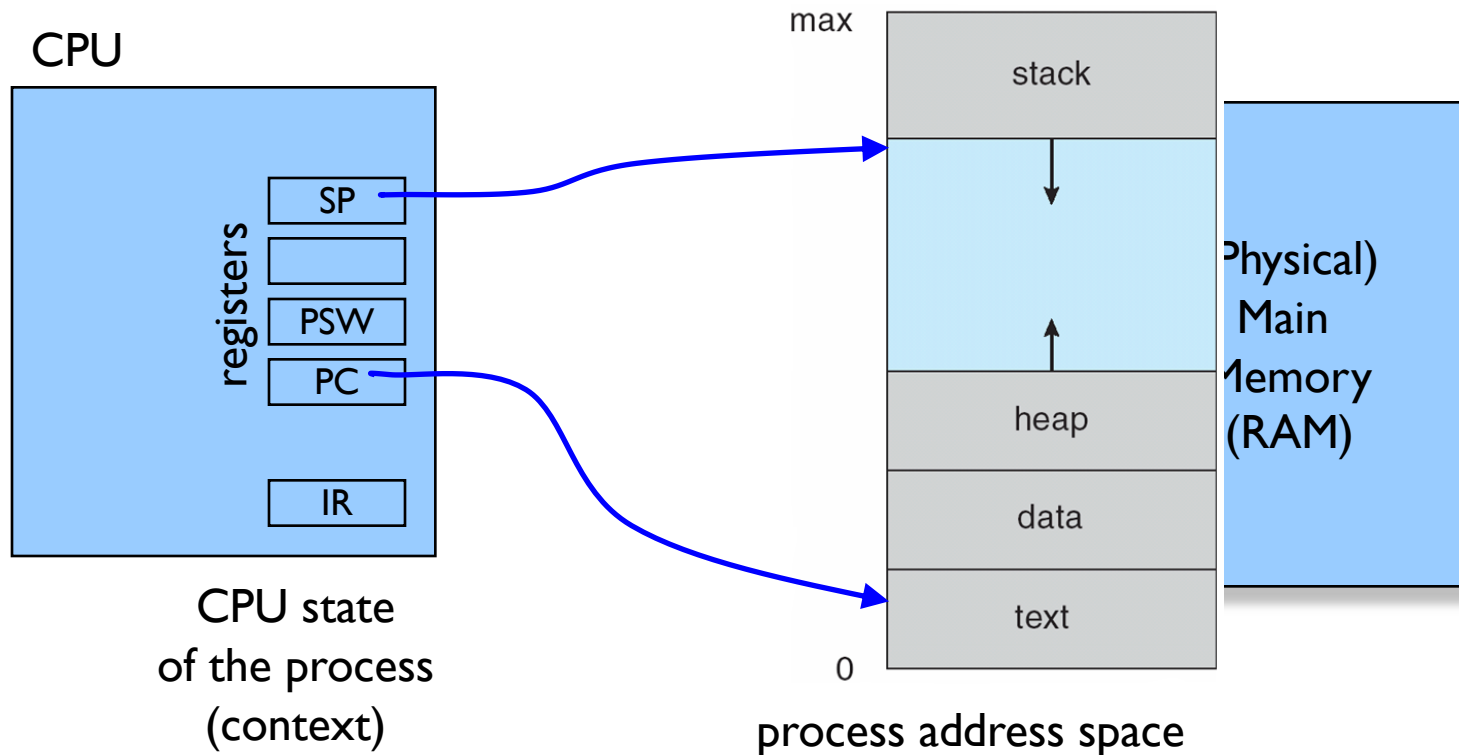 CPU
registers
SP
PSW
PC
IR
CPU state
of the process
(context)
max
stack
heap
data
text
0
process address space
Physical)
Main
Memory
(RAM)